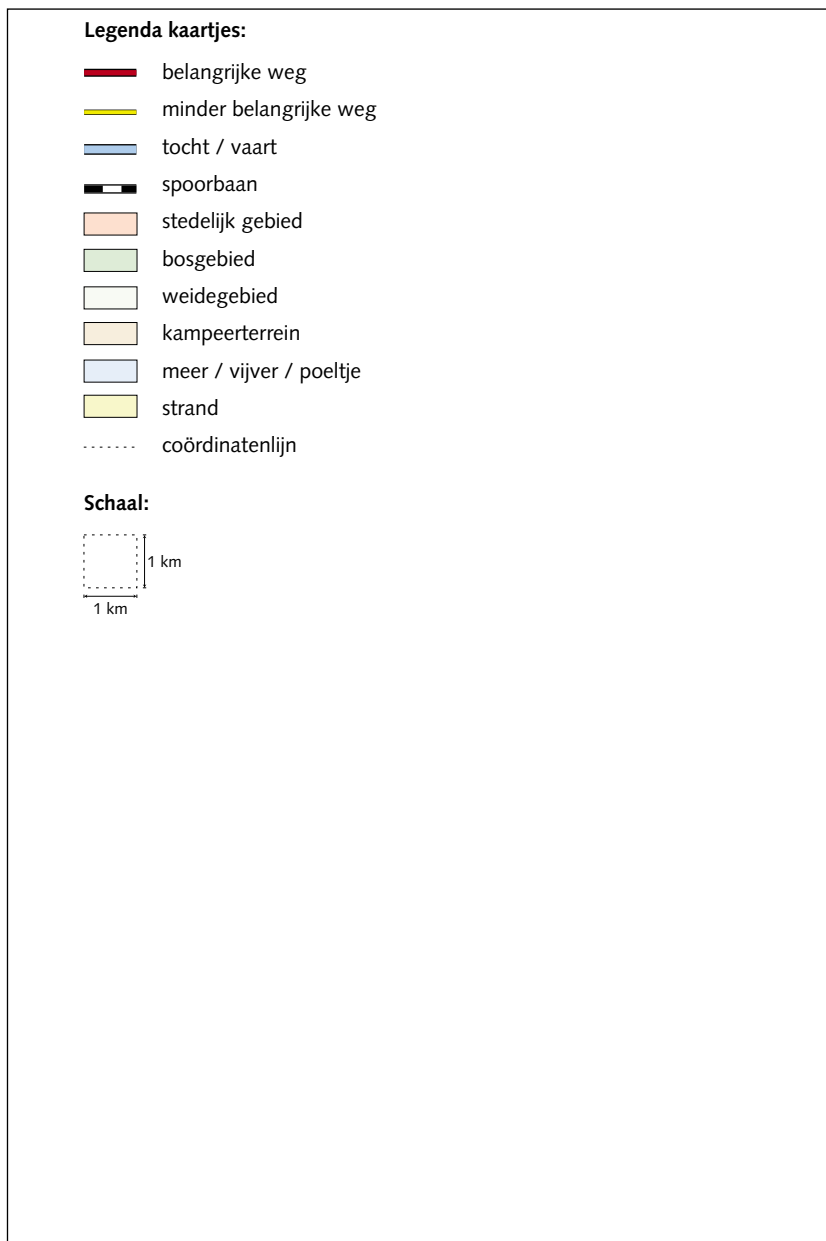 Legenda kaartjes:
belangrijke weg
minder belangrijke weg
tocht / vaart
spoorbaan
stedelijk gebied
bosgebied
weidegebied
kampeerterrein
meer / vijver / poeltje
strand
coördinatenlijn
Schaal:
1 km
1 km